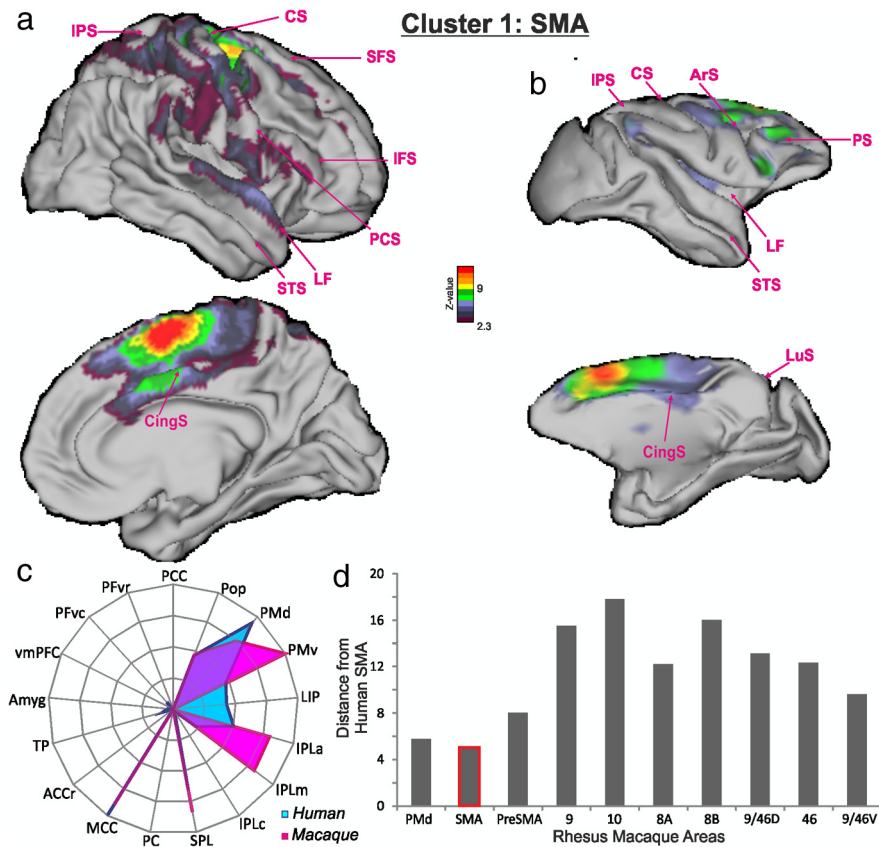 Cluster 1: SMA
a
IPS
CS
SFS
IFS
PCS
LF
STS
CingS
b
IPS
CS
ArS
PS
LF
STS
LuS
CingS
Z-value
9
2.3
c
PCC
Pop
PMd
PMv
LIP
IPLa
IPLm
IPLc
SPL
PC
MCC
ACCr
TP
Amyg
vmPFC
PFvc
PFvr
Human
Macaque
d
Distance from
Human SMA
20
16
12
8
4
0
PMd SMA PreSMA 9 10 8A 8B 9/46D 46 9/46V
Rhesus Macaque Areas